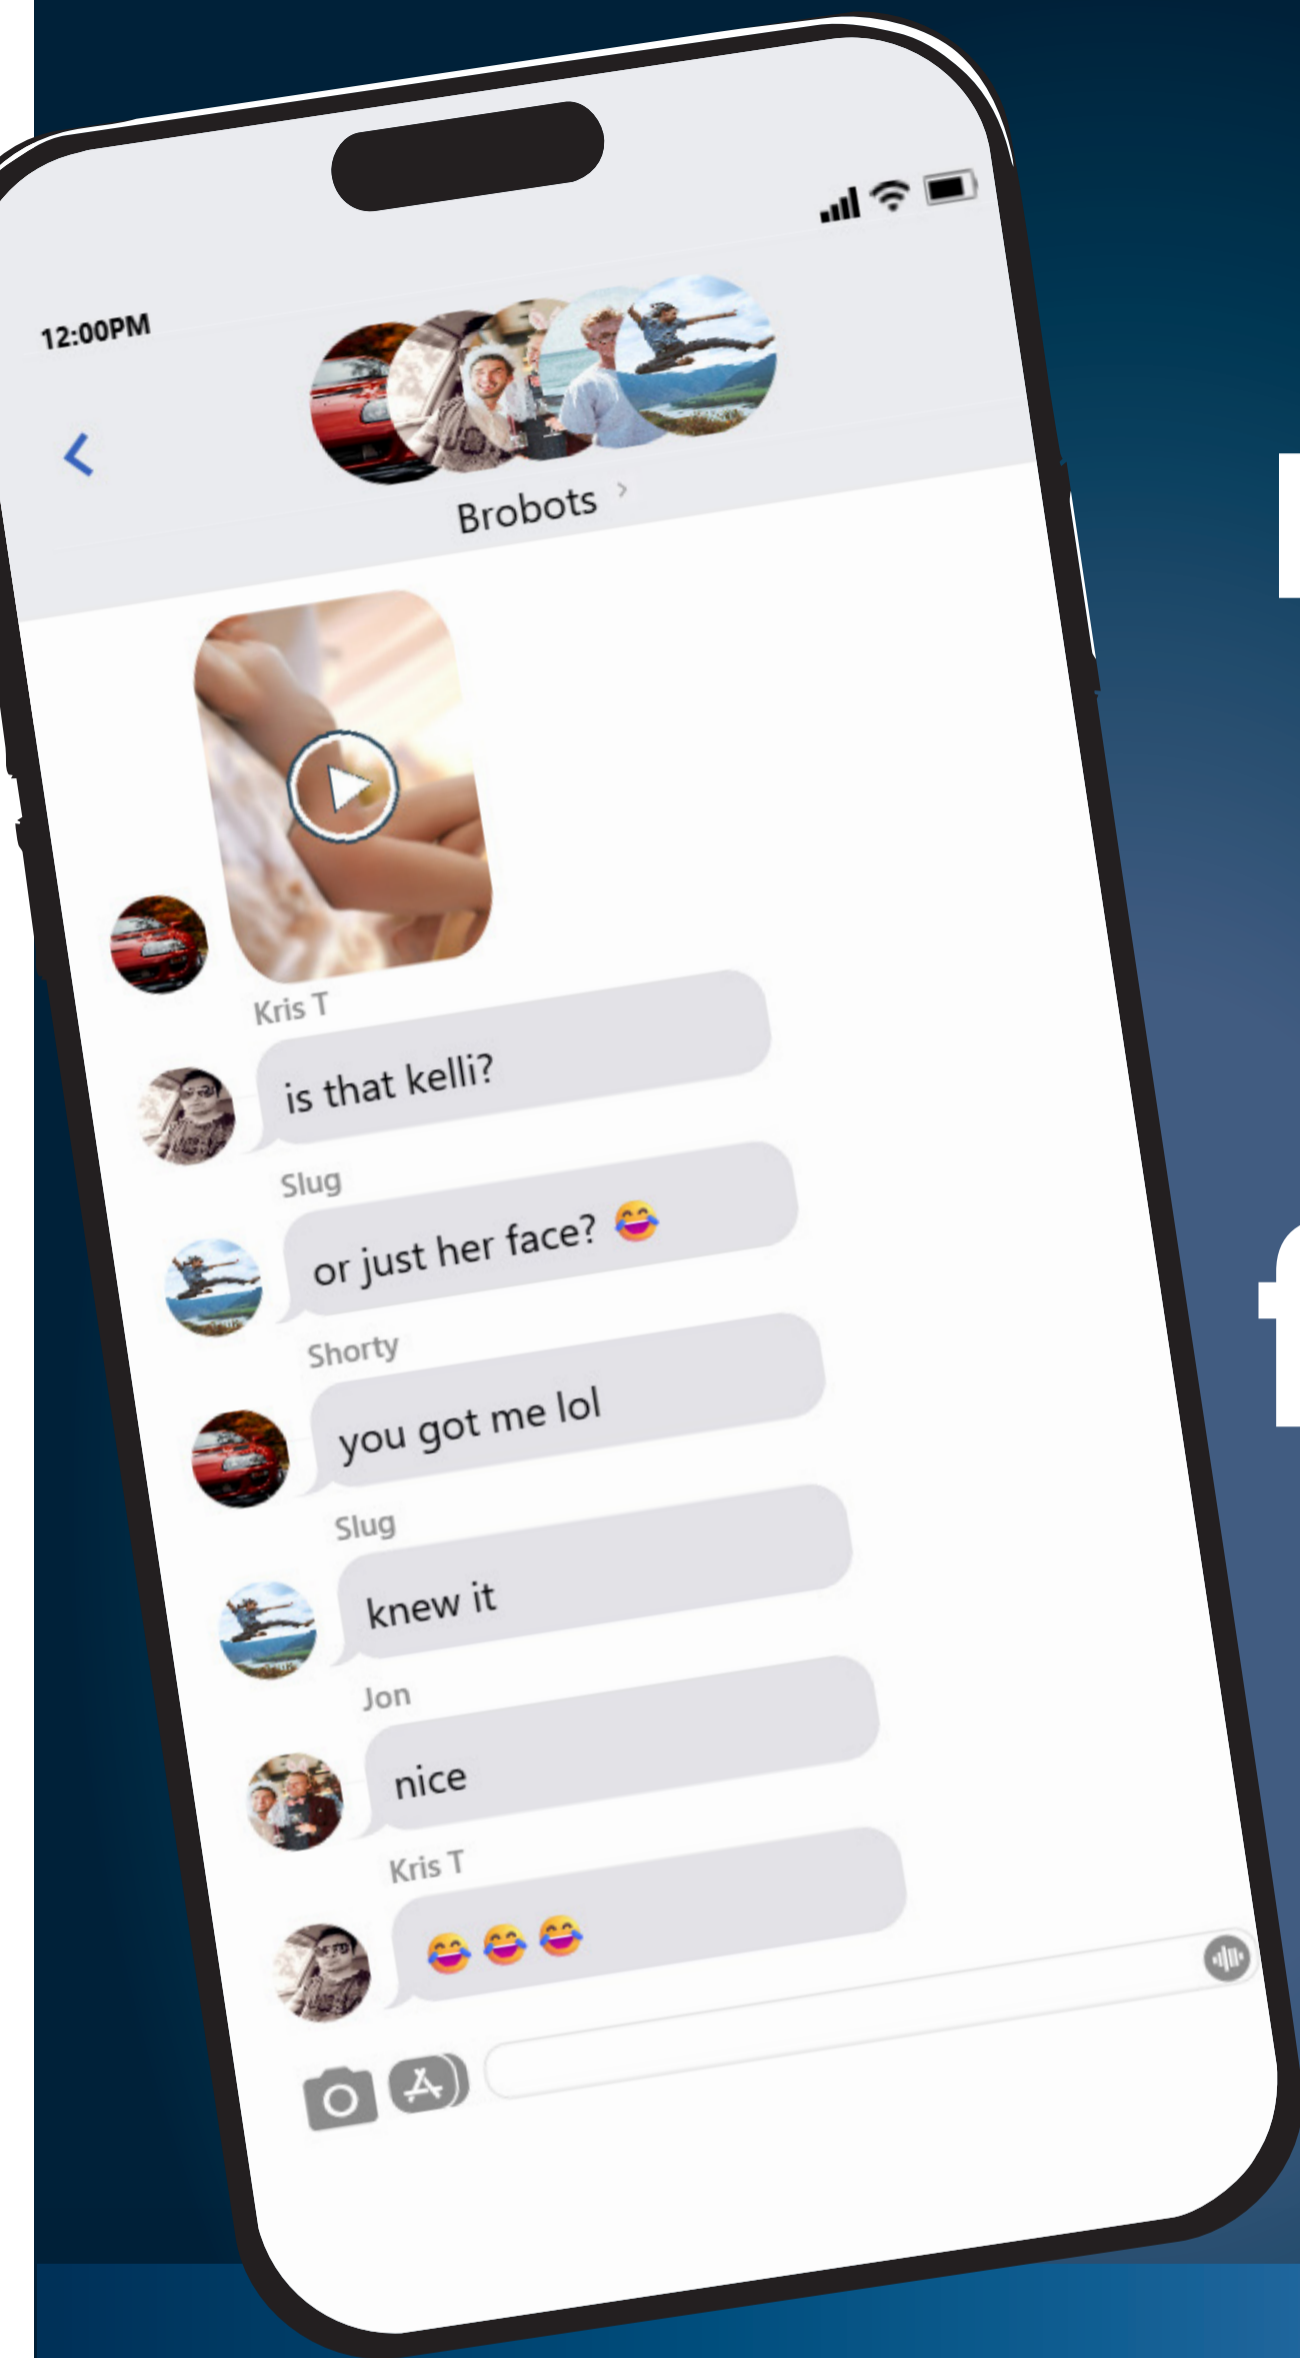 12:00PM
Brobots
Kris T
is that kelli?
Slug
or just her face? 😂
Shorty
you got me lol
Slug
knew it
Jon
nice
Kris T
😂 😂 😂